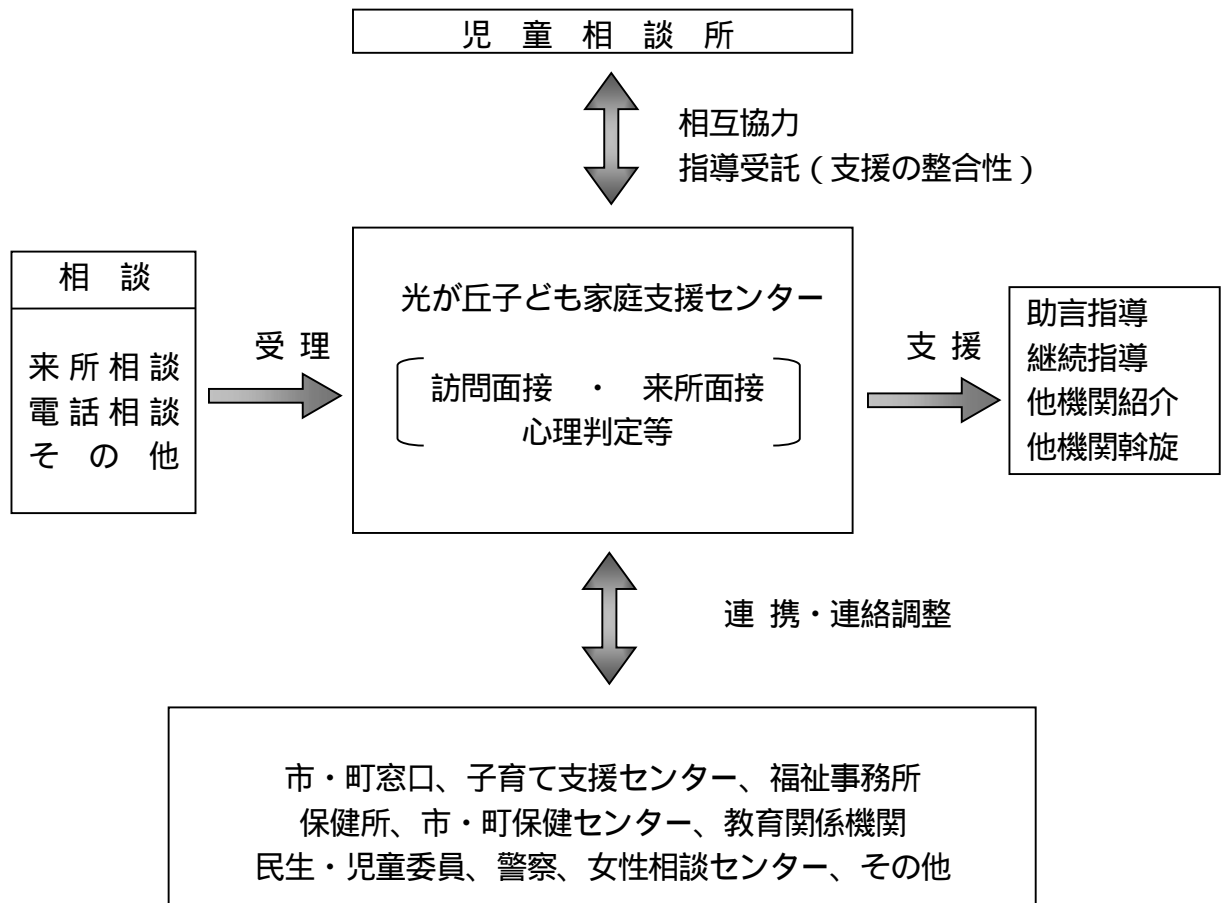 児 童 相 談 所
相互協力
指導受託（支援の整合性）
相 談
来所相談
電話相談
そ の 他
受 理
光が丘子ども家庭支援センター
訪問面接 ・ 来所面接
心理判定等
支 援
助言指導
継続指導
他機関紹介
他機関斡旋
連 携・連絡調整
市・町窓口、子育て支援センター、福祉事務所
保健所、市・町保健センター、教育関係機関
民生・児童委員、警察、女性相談センター、その他